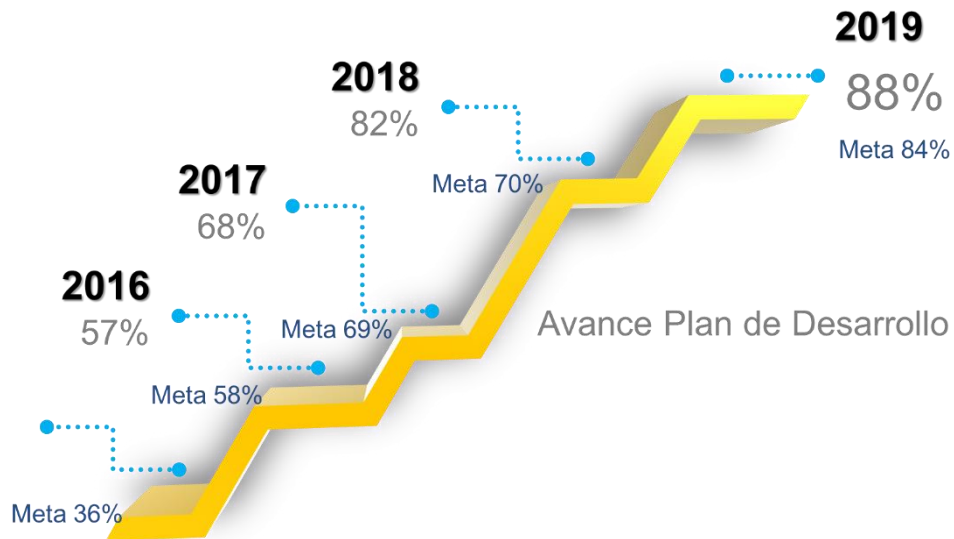 2019
88%
Meta 84%
2018
82%
Meta 70%
2017
68%
Meta 69%
2016
57%
Meta 58%
Meta 36%
Avance Plan de Desarrollo